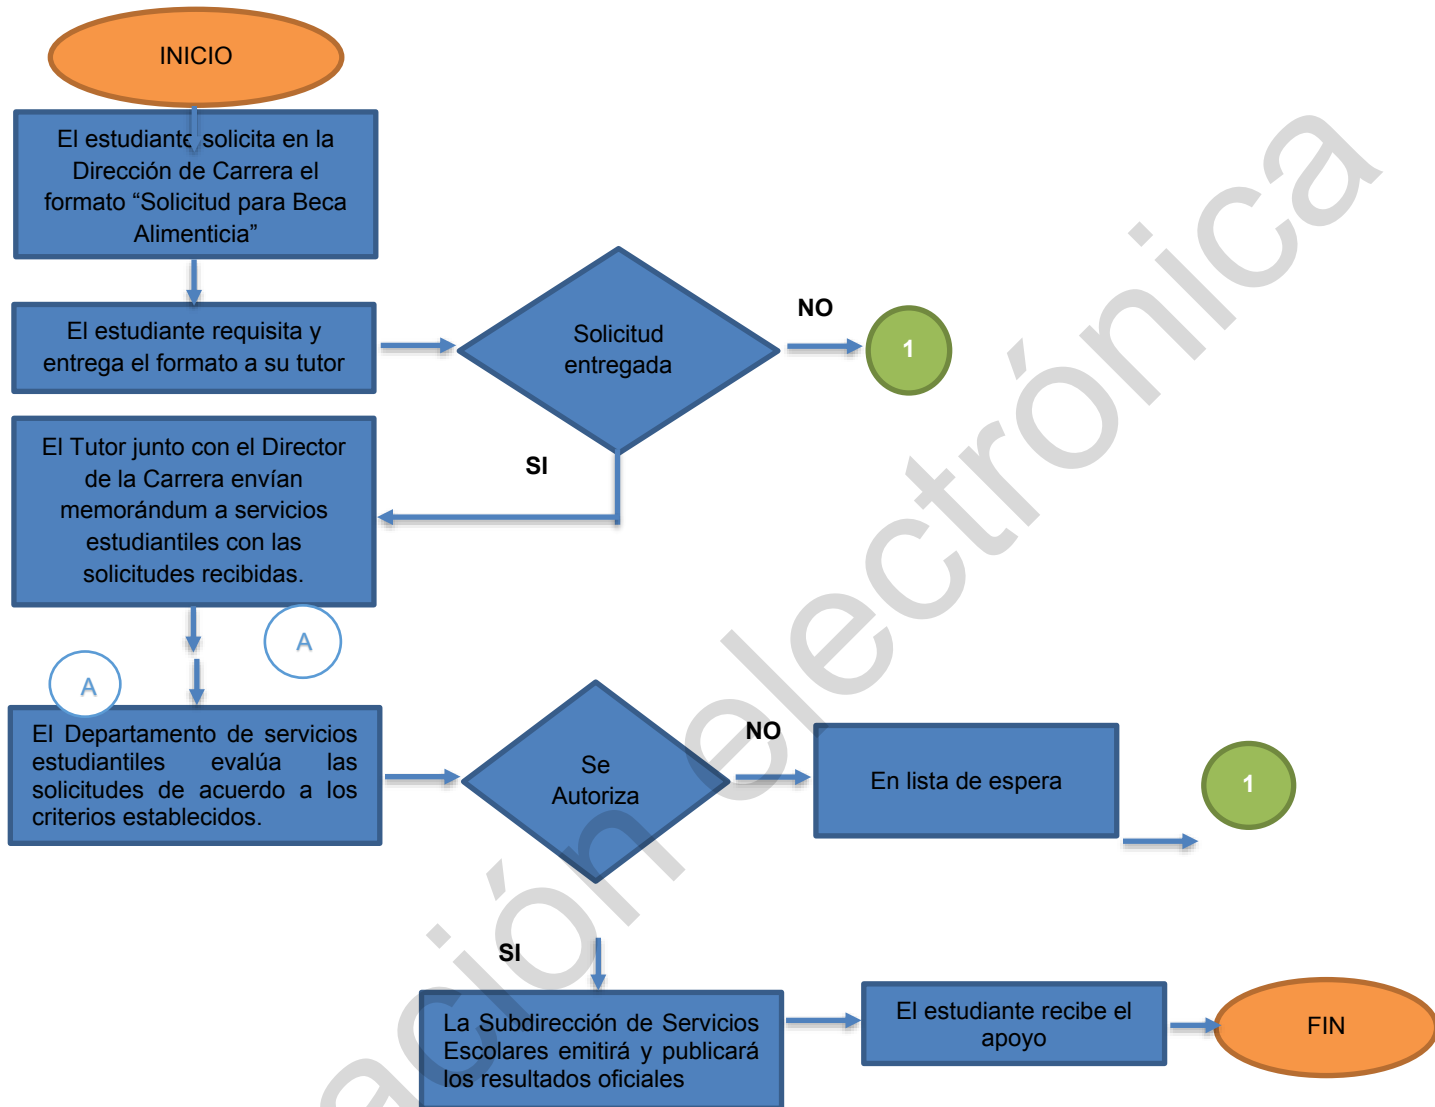 INICIO
El estudiante solicita en la
Dirección de Carrera el
formato “Solicitud para Beca
Alimenticia”
El estudiante requisita y
entrega el formato a su tutor
Solicitud
entregada
NO
1
SI
El Tutor junto con el Director
de la Carrera envían
memorándum a servicios
estudiantiles con las
solicitudes recibidas.
A
A
El Departamento de servicios
estudiantiles evalúa las
solicitudes de acuerdo a los
criterios establecidos.
Se
Autoriza
NO
En lista de espera
1
SI
La Subdirección de Servicios
Escolares emitirá y publicará
los resultados oficiales
El estudiante recibe el
apoyo
FIN
electrónica